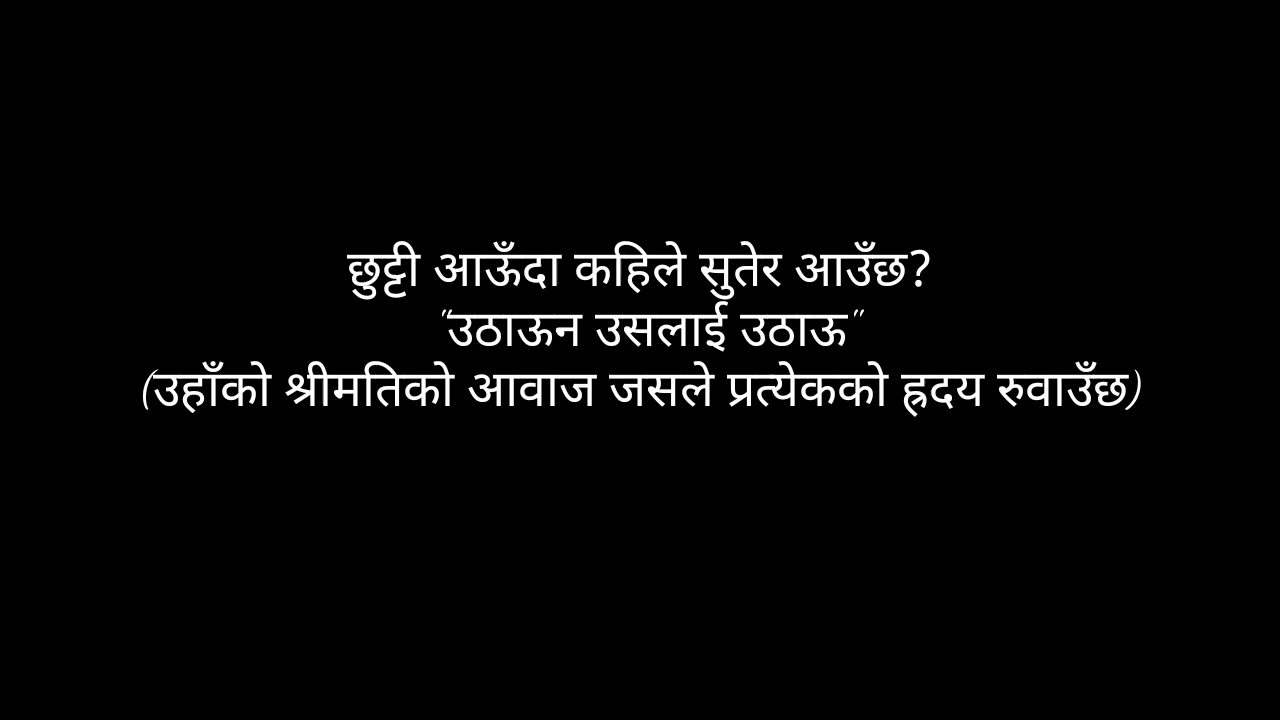 छुट्टी आऊँदा कहिले सुतेर आउँछ?
"उठाऊन उसलाई उठाऊ"
(उहाँको श्रीमतिको आवाज जसले प्रत्येकको ह्रदय रुवाउँछ)